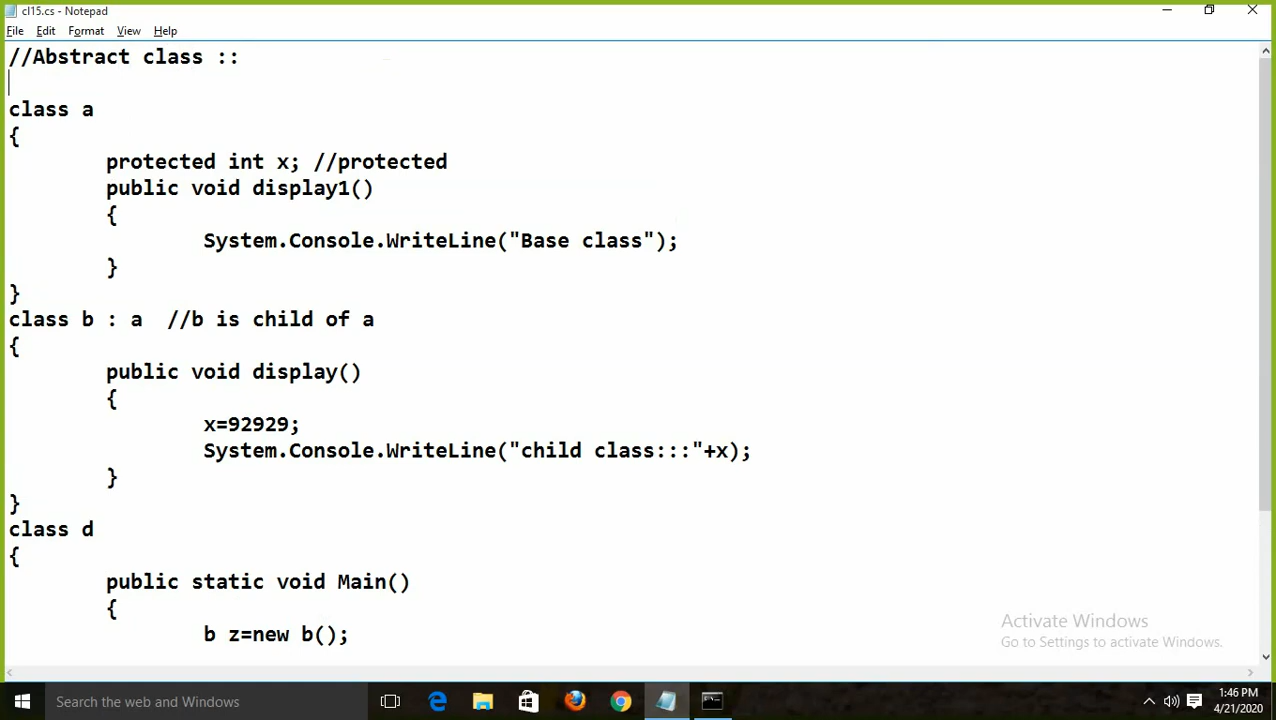 cl15.cs - Notepad
File Edit Format View Help
//Abstract class ::
class a
{
protected int x; //protected
public void display1()
{
System.Console.WriteLine("Base class");
}
}
class b : a  //b is child of a
{
public void display()
{
x=92929;
System.Console.WriteLine("child class:::"+x);
}
}
class d
{
public static void Main()
{
b z=new b();
Activate Windows
Go to Settings to activate Windows.
Search the web and Windows
1:46 PM
4/21/2020